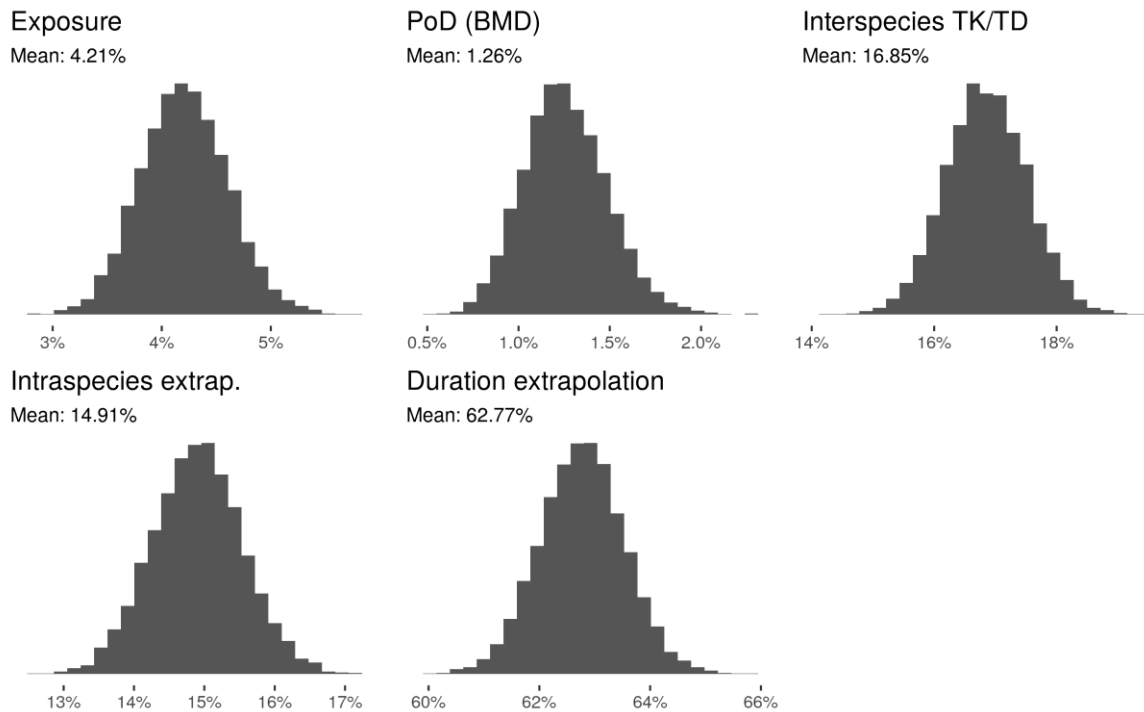 Exposure
Mean: 4.21%
3% 4% 5%
PoD (BMD)
Mean: 1.26%
0.5% 1.0% 1.5% 2.0%
Interspecies TK/TD
Mean: 16.85%
14% 16% 18%
Intraspecies extrap.
Mean: 14.91%
13% 14% 15% 16% 17%
Duration extrapolation
Mean: 62.77%
60% 62% 64% 66%